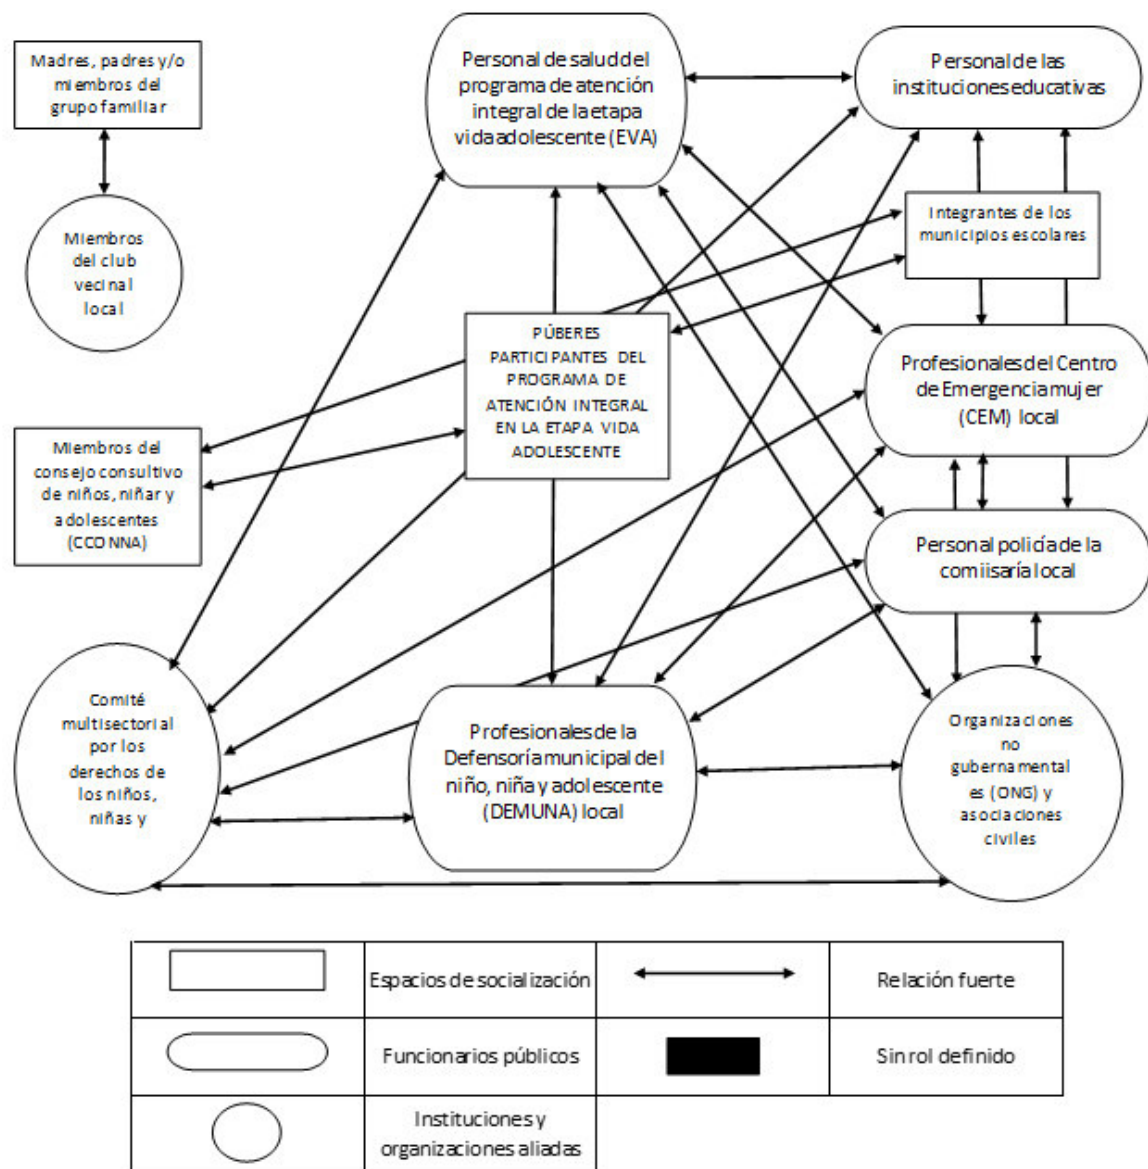 Madres, padres y/o
miembros del
grupo familiar
Personal de salud del
programa de atención
integral de la etapa
vida adolescente (EVA)
Personal de las
instituciones educativas
Miembros
del club
vecinal
local
Integrantes de los
municipios escolares
PÚBERES
PARTICIPANTES DEL
PROGRAMA DE
ATENCIÓN INTEGRAL
EN LA ETAPA VIDA
ADOLESCENTE
Profesionales del Centro
de Emergencia mujer
(CEM) local
Miembros del
consejo consultivo
de niños, niñar y
adolescentes
(CCONNA)
Personal policía de la
comiisaría local
Comité
multisectorial
por los
derechos de
los niños,
niñas y
Profesionales de la
Defensoría municipal del
niño, niña y adolescente
(DEMUNA) local
Organizaciones
no
gubernamental
es (ONG) y
asociaciones
civiles
Espacios de socialización
Relación fuerte
Funcionarios públicos
Sin rol definido
Instituciones y
organizaciones aliadas